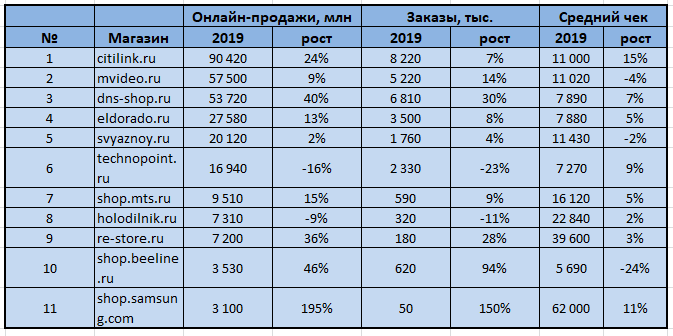 Онлайн-продажи, млн Заказы, тыс. Средний чек
№ Магазин 2019 рост 2019 рост 2019 рост
1 citilink.ru 90 420 24% 8 220 7% 11 000 15%
2 mvideo.ru 57 500 9% 5 220 14% 11 020 -4%
3 dns-shop.ru 53 720 40% 6 810 30% 7 890 7%
4 eldorado.ru 27 580 13% 3 500 8% 7 880 5%
5 svyaznoy.ru 20 120 2% 1 760 4% 11 430 -2%
technopoint.
6 16 940 -16% 2 330 -23% 7 270 9%
ru
7 shop.mts.ru 9 510 15% 590 9% 16 120 5%
8 holodilnik.ru 7 310 -9% 320 -11% 22 840 2%
9 re-store.ru 7 200 36% 180 28% 39 600 3%
shop.beeline
10 3 530 46% 620 94% 5 690 -24%
.ru
shop.samsun
11 3 100 195% 50 150% 62 000 11%
g.com